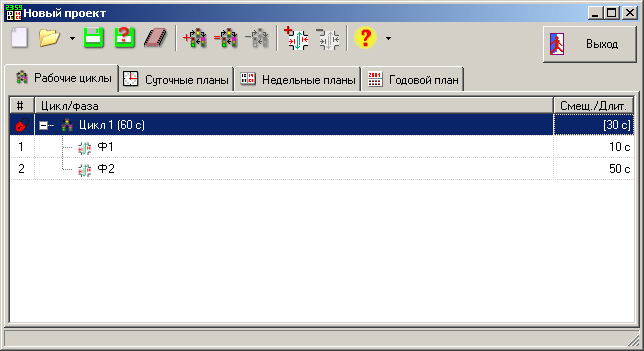 Новый проект
Выход
Рабочие циклы Суточные планы Недельные планы Годовой план
# Цикл/фаза Смещ./Длит.
Цикл 1 (60 с) [30 с]
1 Ф1 10 с
2 Ф2 50 с